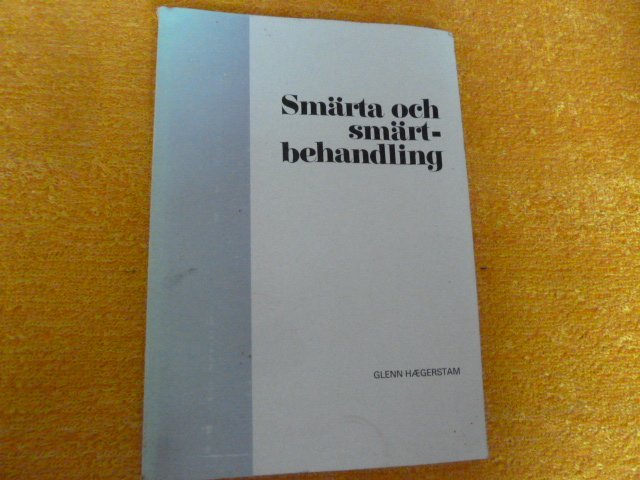 Smärta och
smärt-
behandling
GLENN HÆGERSTAM